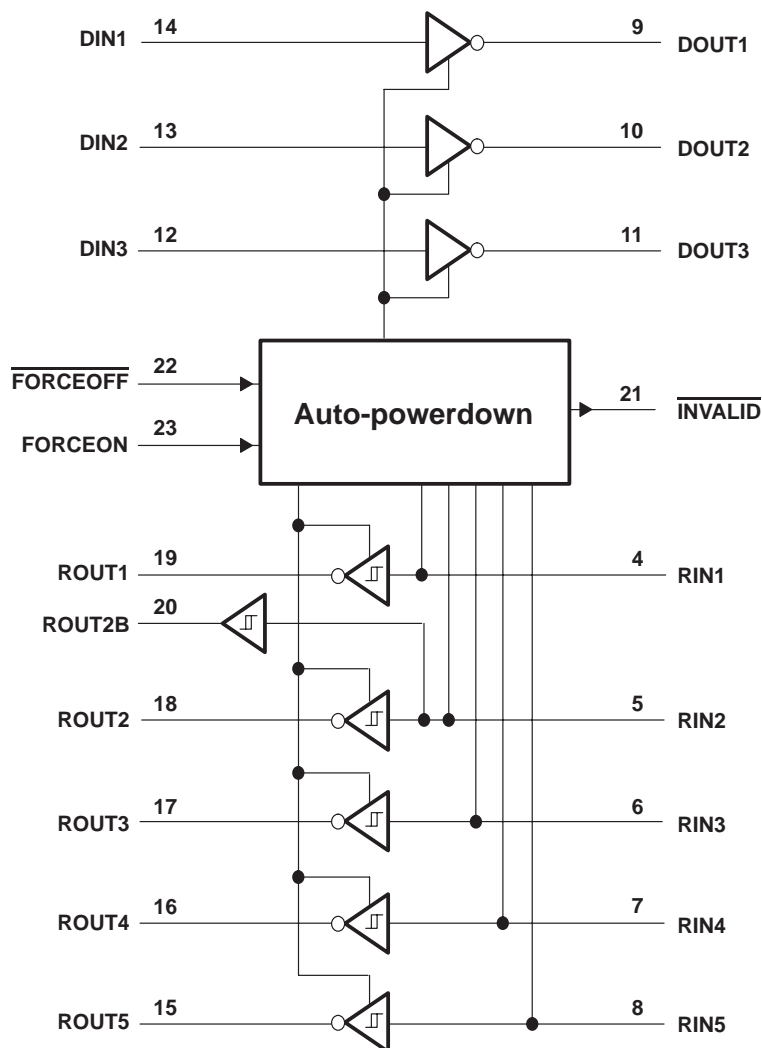 DIN1 14 9 DOUT1
DIN2 13 10 DOUT2
DIN3 12 11 DOUT3
FORCEOFF 22 Auto-powerdown 21 INVALID
FORCEON 23
ROUT1 19 4 RIN1
ROUT2B 20
ROUT2 18 5 RIN2
ROUT3 17 6 RIN3
ROUT4 16 7 RIN4
ROUT5 15 8 RIN5